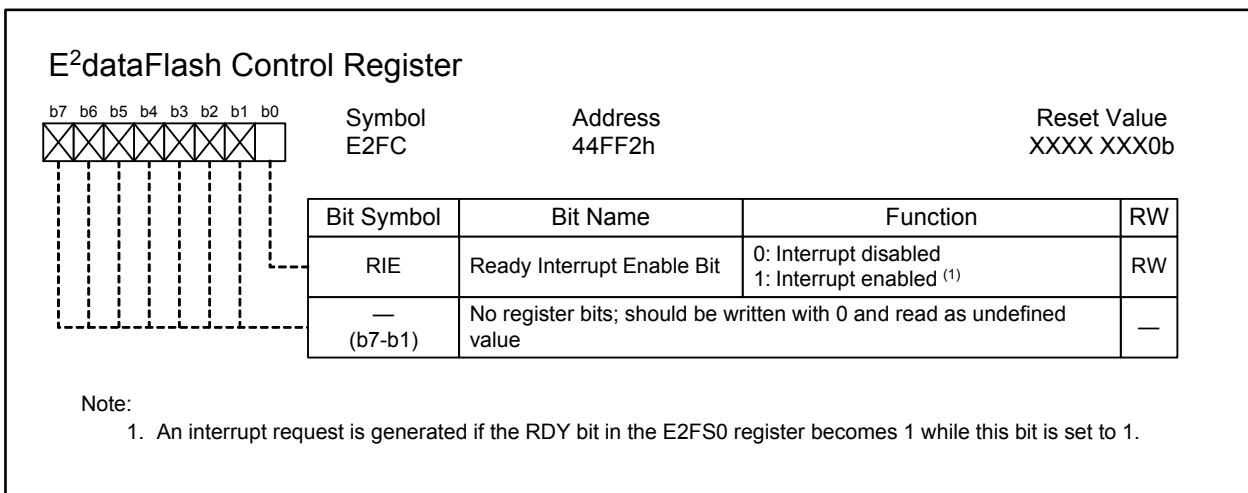 E²dataFlash Control Register
b7 b6 b5 b4 b3 b2 b1 b0
Symbol Address Reset Value
E2FC 44FF2h XXXX XXX0b
Bit Symbol Bit Name Function RW
RIE Ready Interrupt Enable Bit 0: Interrupt disabled RW
1: Interrupt enabled (1)
— No register bits; should be written with 0 and read as undefined —
(b7-b1) value
Note:
1. An interrupt request is generated if the RDY bit in the E2FS0 register becomes 1 while this bit is set to 1.